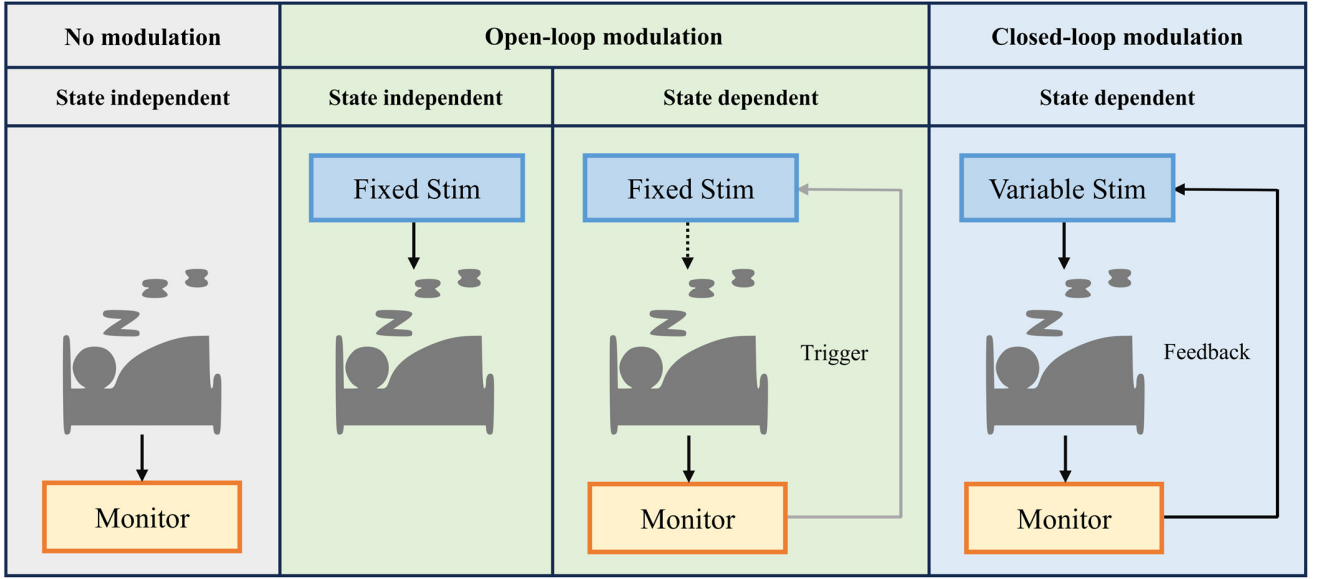 No modulation
Open-loop modulation
Closed-loop modulation
State independent
State independent
State dependent
State dependent
Fixed Stim
Fixed Stim
Variable Stim
Z z z
Z z z
Z z z
Z z z
Trigger
Feedback
Monitor
Monitor
Monitor